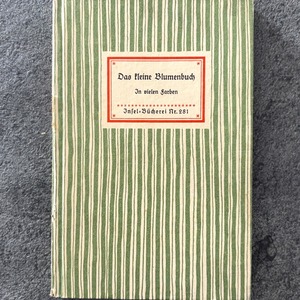 Das kleine Blumenbuch
In vielen Farben
Insel-Bücherei Nr. 281